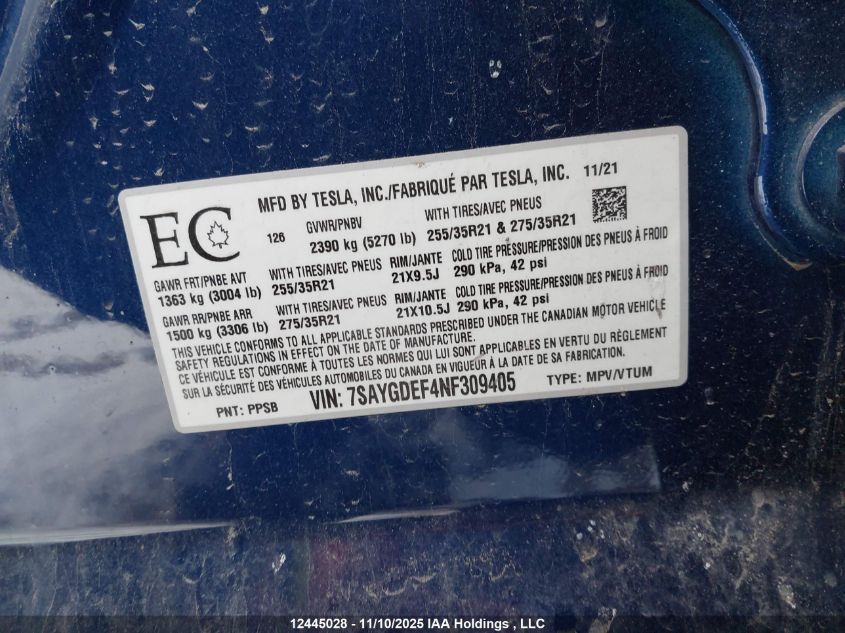 MFD BY TESLA, INC./FABRIQUÉ PAR TESLA, INC. 11/21
EC
126
GVWR/PNBV
2390 kg (5270 lb)
WITH TIRES/AVEC PNEUS
255/35R21 & 275/35R21
GAWR FRT/PNBE AVT
1363 kg (3004 lb)
WITH TIRES/AVEC PNEUS
255/35R21
RIM/JANTE
21X9.5J
COLD TIRE PRESSURE/PRESSION DES PNEUS À FROID
290 kPa, 42 psi
GAWR RR/PNBE ARR
1500 kg (3306 lb)
WITH TIRES/AVEC PNEUS
275/35R21
RIM/JANTE
21X10.5J
COLD TIRE PRESSURE/PRESSION DES PNEUS À FROID
290 kPa, 42 psi
THIS VEHICLE CONFORMS TO ALL APPLICABLE STANDARDS PRESCRIBED UNDER THE CANADIAN MOTOR VEHICLE
SAFETY REGULATIONS IN EFFECT ON THE DATE OF MANUFACTURE.
CE VÉHICULE EST CONFORME À TOUTES LES NORMES QUI LUI SONT APPLICABLES EN VERTU DU RÈGLEMENT
SUR LA SÉCURITÉ DES VÉHICULES AUTOMOBILES DU CANADA EN VIGUEUR À LA DATE DE SA FABRICATION.
PNT: PPSB
VIN: 7SAYGDEF4NF309405
TYPE: MPV/VTUM
12445028 - 11/10/2025 IAA Holdings , LLC